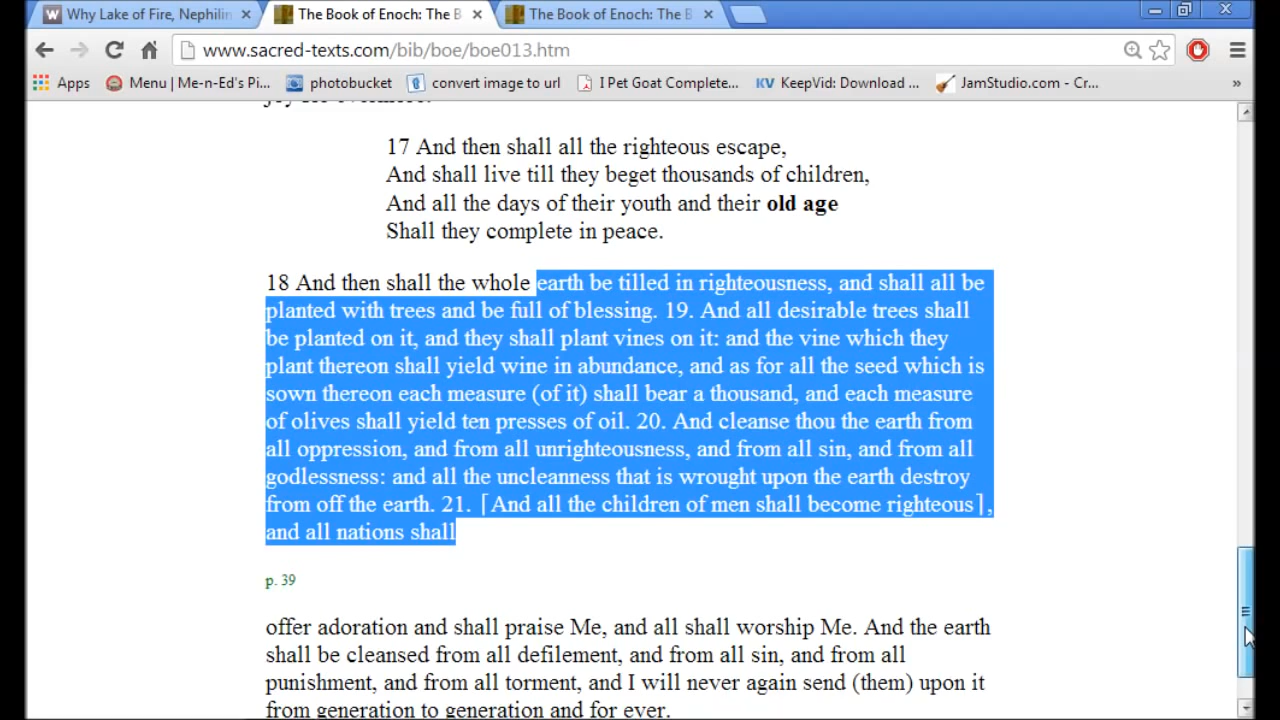 Why Lake of Fire, Nephilin
The Book of Enoch: The B
The Book of Enoch: The B
www.sacred-texts.com/bib/boe/boe013.htm
Apps
Menu | Me-n-Ed's Pi...
photobucket
convert image to url
I Pet Goat Complete...
KV KeepVid: Download ...
JamStudio.com - Cr...
»
17 And then shall all the righteous escape,
And shall live till they beget thousands of children,
And all the days of their youth and their old age
Shall they complete in peace.
18 And then shall the whole earth be tilled in righteousness, and shall all be
planted with trees and be full of blessing. 19. And all desirable trees shall
be planted on it, and they shall plant vines on it: and the vine which they
plant thereon shall yield wine in abundance, and as for all the seed which is
sown thereon each measure (of it) shall bear a thousand, and each measure
of olives shall yield ten presses of oil. 20. And cleanse thou the earth from
all oppression, and from all unrighteousness, and from all sin, and from all
godlessness: and all the uncleanness that is wrought upon the earth destroy
from off the earth. 21. ⌈And all the children of men shall become righteous⌉,
and all nations shall
p. 39
offer adoration and shall praise Me, and all shall worship Me. And the earth
shall be cleansed from all defilement, and from all sin, and from all
punishment, and from all torment, and I will never again send (them) upon it
from generation to generation and for ever.